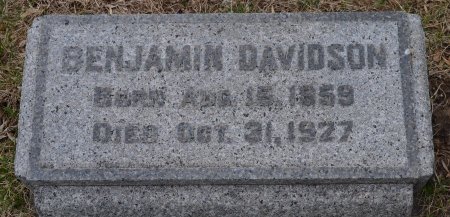 BENJAMIN DAVIDSON
BORN AUG. 15, 1859
DIED OCT. 31, 1927